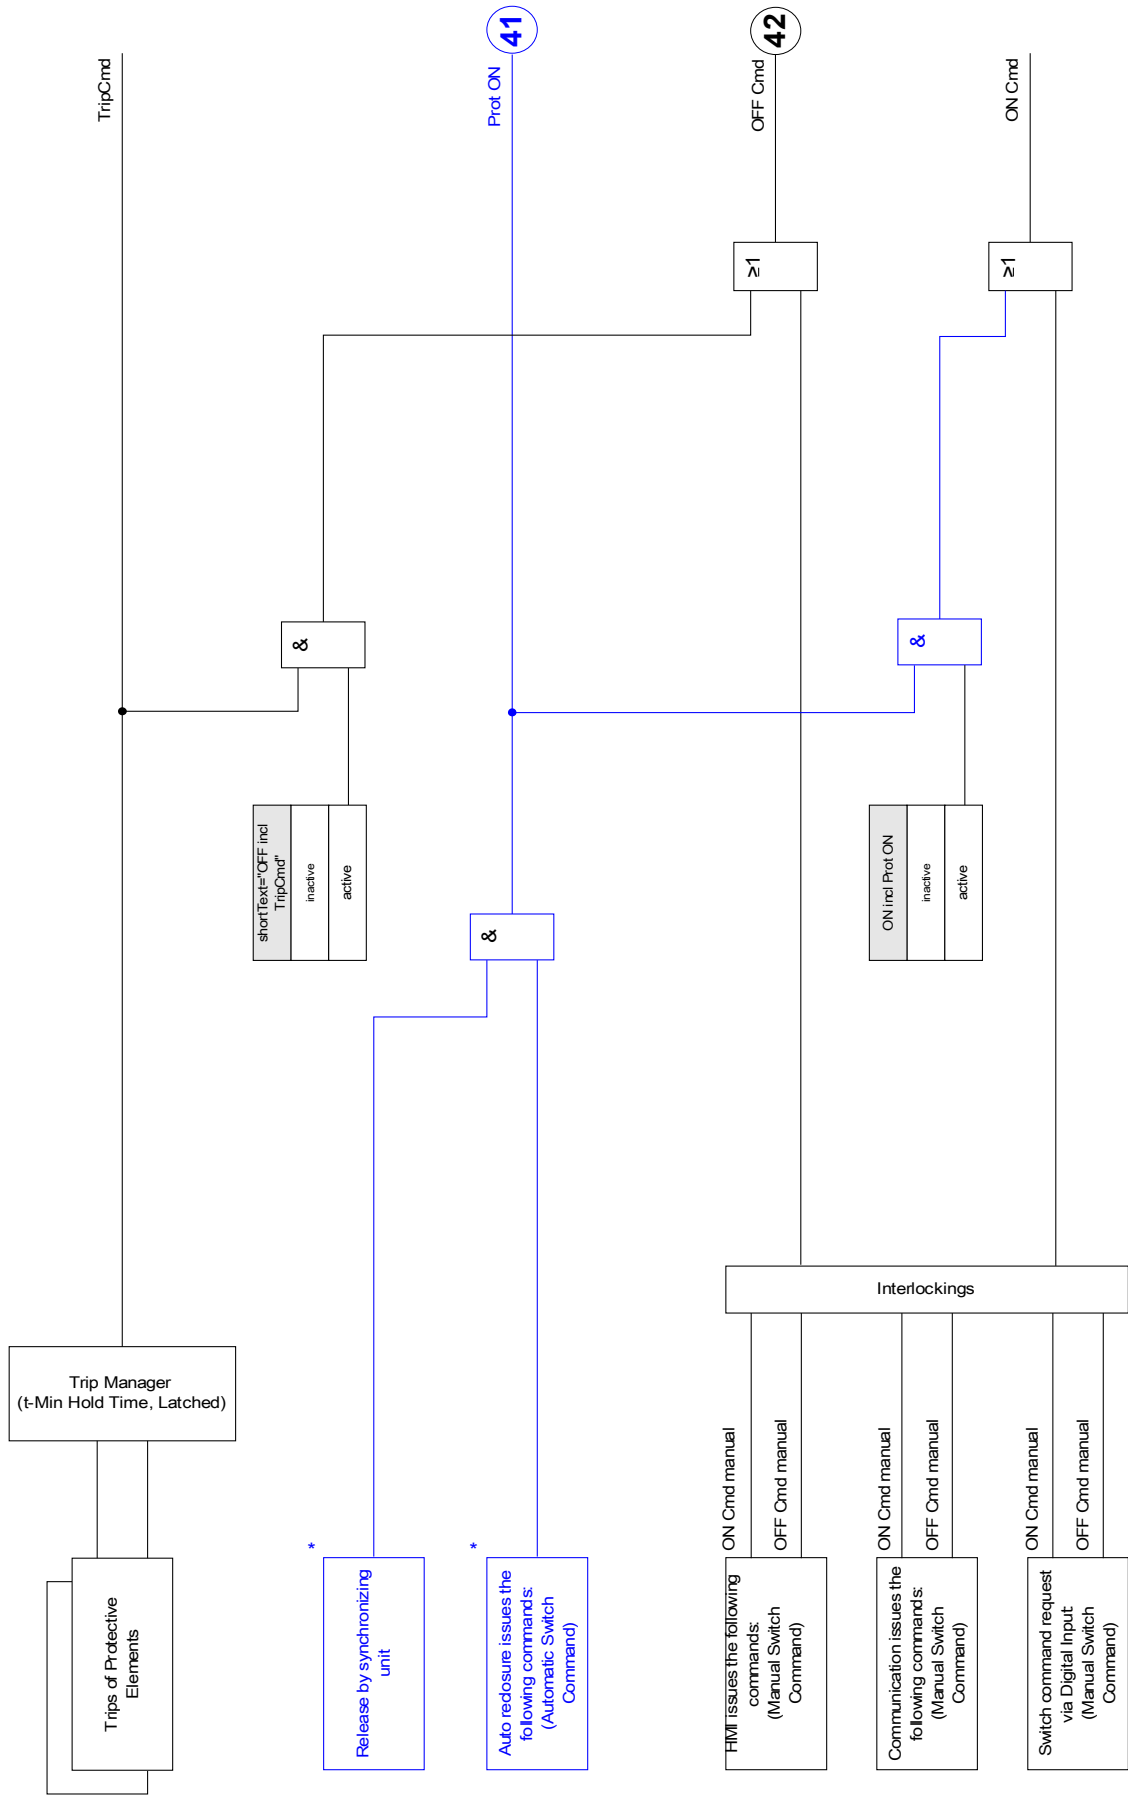 Trips of Protective
Elements
Trip Manager
(t-Min Hold Time, Latched)
TripCmd
shortText="OFF incl
TripCmd"
inactive
active
&
*
Release by synchronizing
unit
*
Auto reclosure issues the
following commands:
(Automatic Switch
Command)
&
Prot ON
41
HMI issues the following
commands:
(Manual Switch
Command)
ON Cmd manual
OFF Cmd manual
Communication issues the
following commands:
(Manual Switch
Command)
ON Cmd manual
OFF Cmd manual
Switch command request
via Digital Input:
(Manual Switch
Command)
ON Cmd manual
OFF Cmd manual
Interlockings
ON incl Prot ON
inactive
active
&
≥1
OFF Cmd
42
≥1
ON Cmd